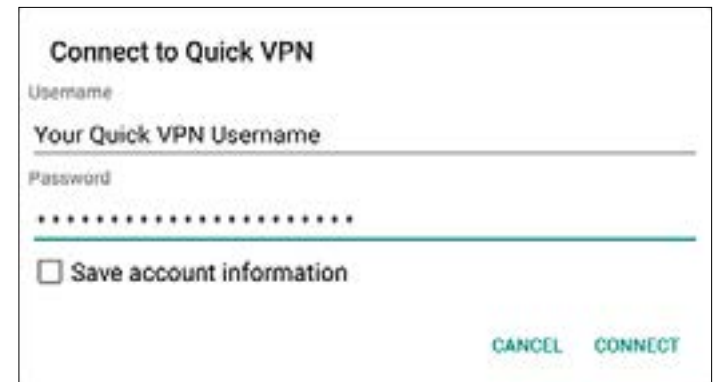 Connect to Quick VPN
Username
Your Quick VPN Username
Password
••••••••••••••••••••••
Save account information
CANCEL CONNECT